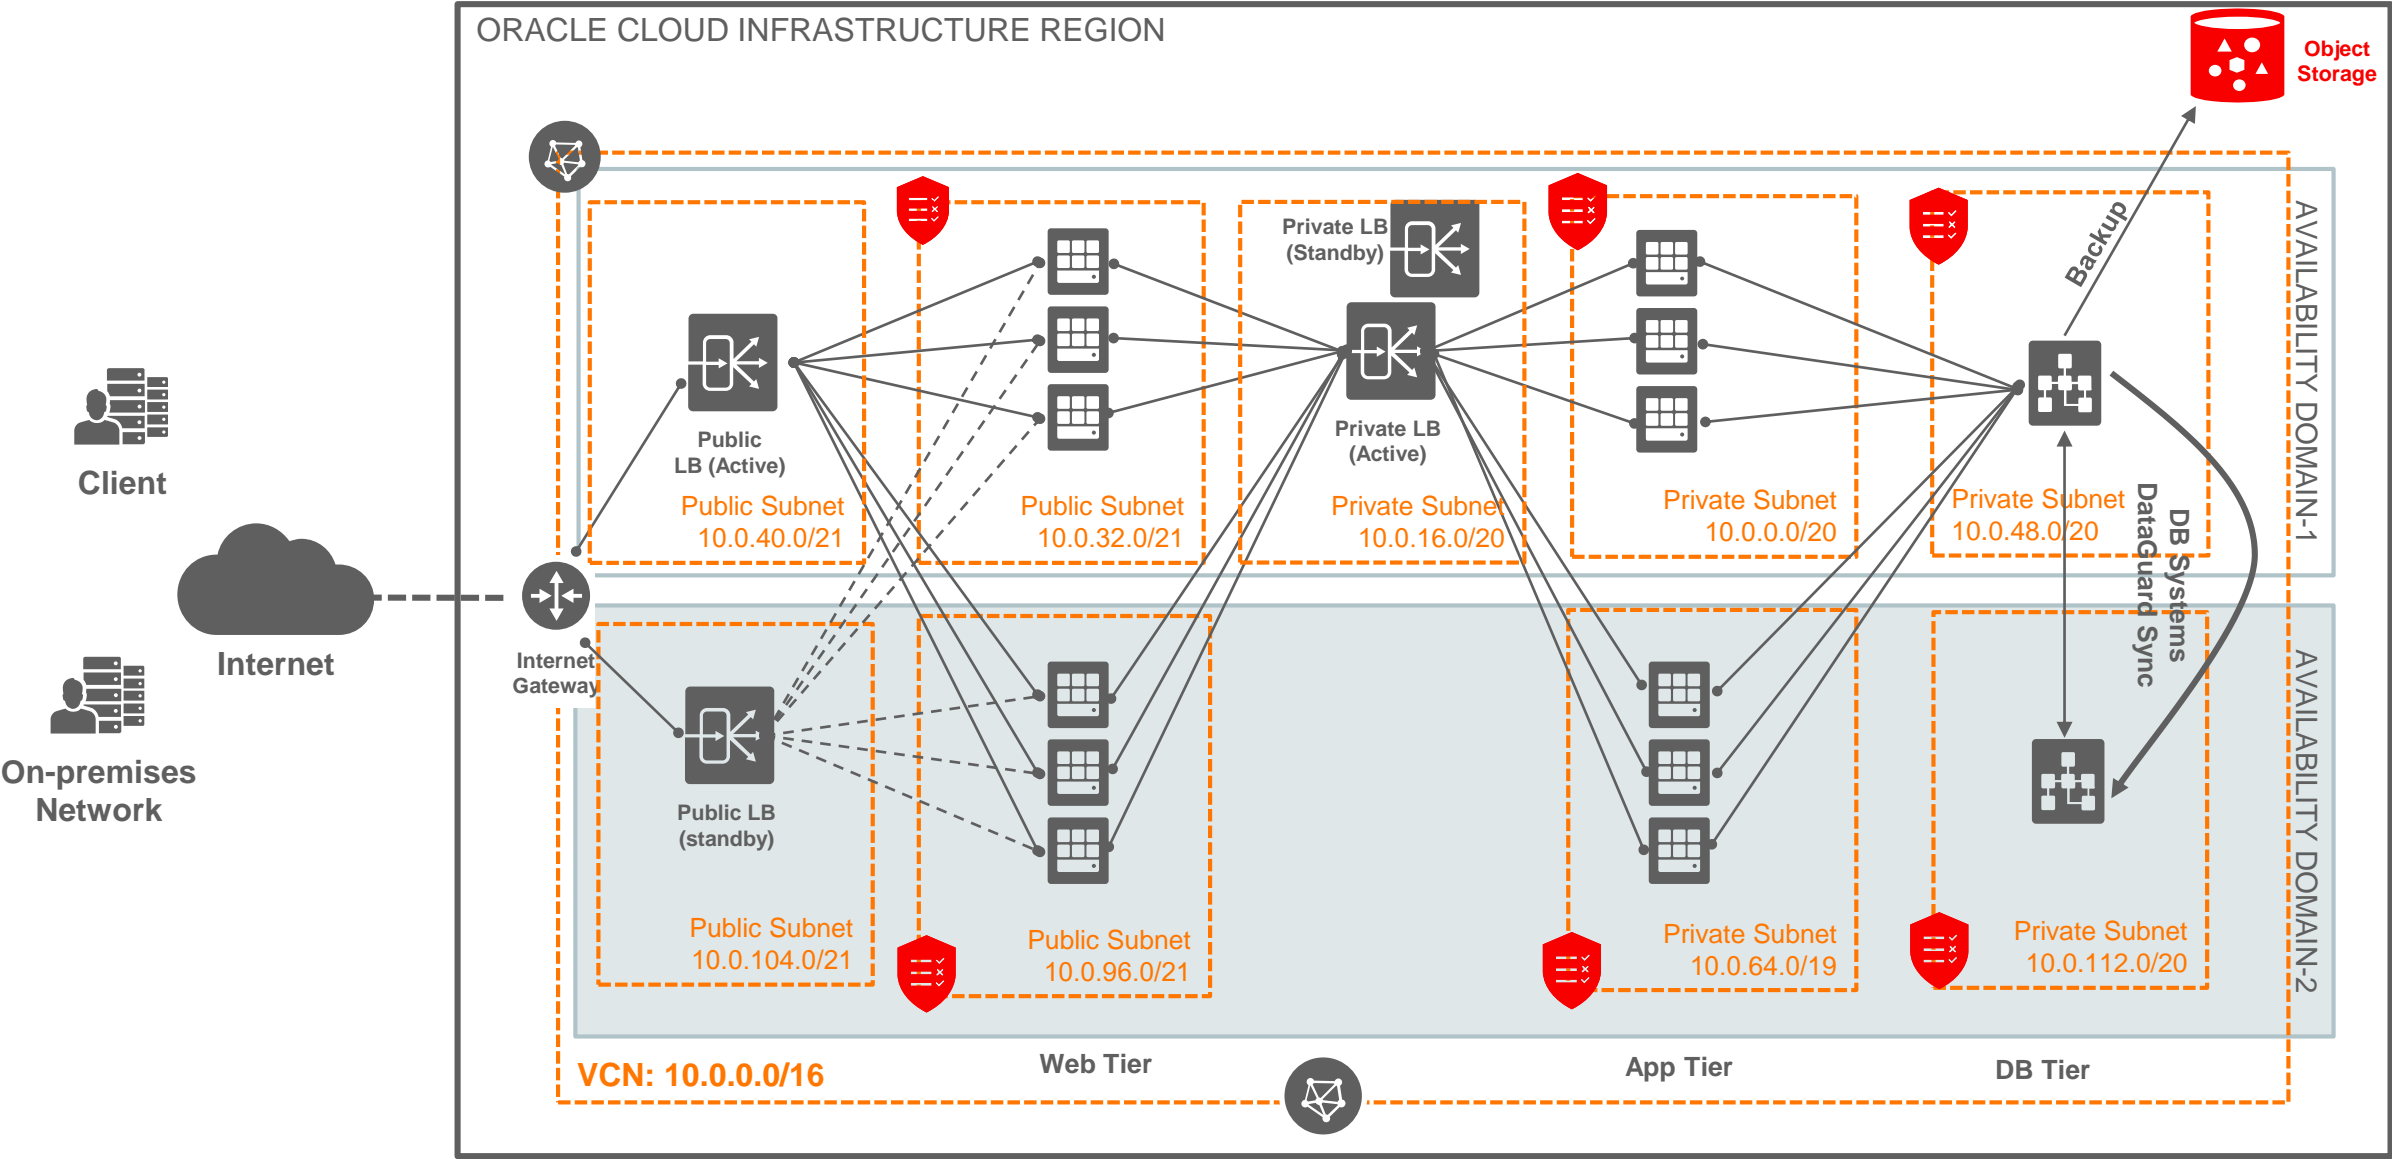 ORACLE CLOUD INFRASTRUCTURE REGION
Object
Storage
Backup
Private LB
(Standby)
Public
LB (Active)
Private LB
(Active)
Public Subnet
10.0.40.0/21
Public Subnet
10.0.32.0/21
Private Subnet
10.0.16.0/20
Private Subnet
10.0.0.0/20
Private Subnet
10.0.48.0/20
AVAILABILITY DOMAIN-1
DB Systems
DataGuard Sync
Client
Internet
On-premises
Network
Internet
Gateway
Public LB
(standby)
Public Subnet
10.0.104.0/21
Public Subnet
10.0.96.0/21
Private Subnet
10.0.64.0/19
Private Subnet
10.0.112.0/20
AVAILABILITY DOMAIN-2
VCN: 10.0.0.0/16
Web Tier
App Tier
DB Tier